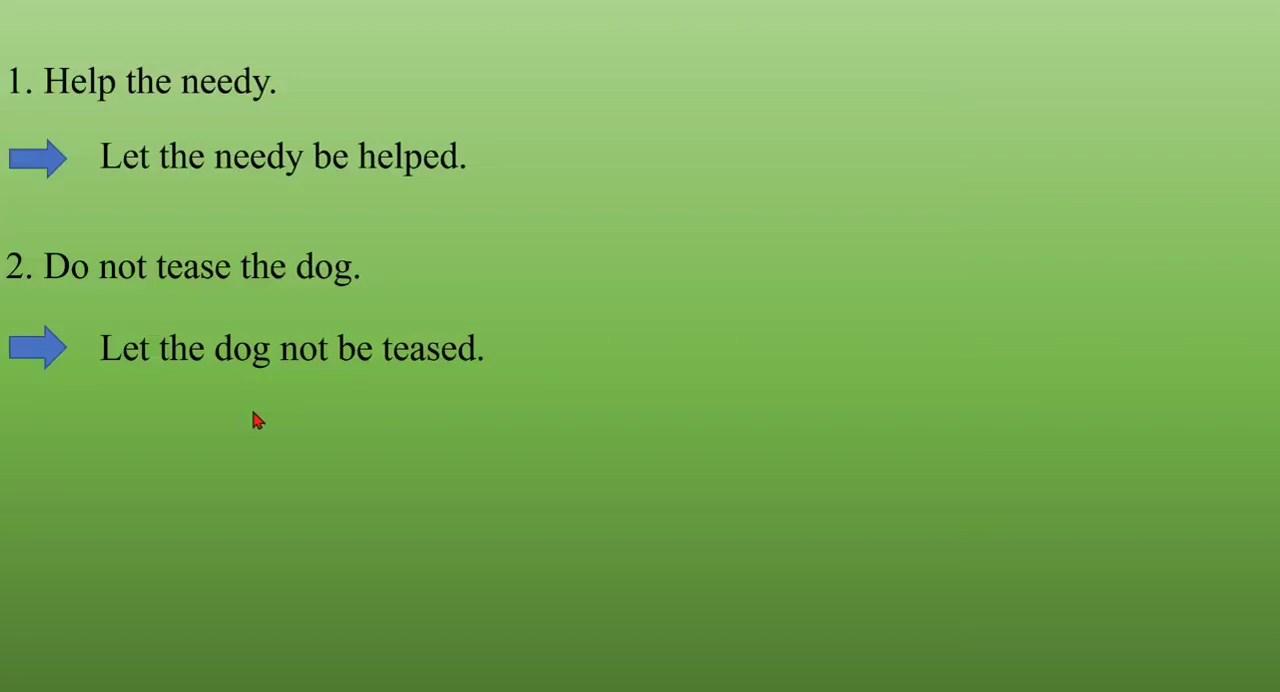 1. Help the needy.
Let the needy be helped.
2. Do not tease the dog.
Let the dog not be teased.